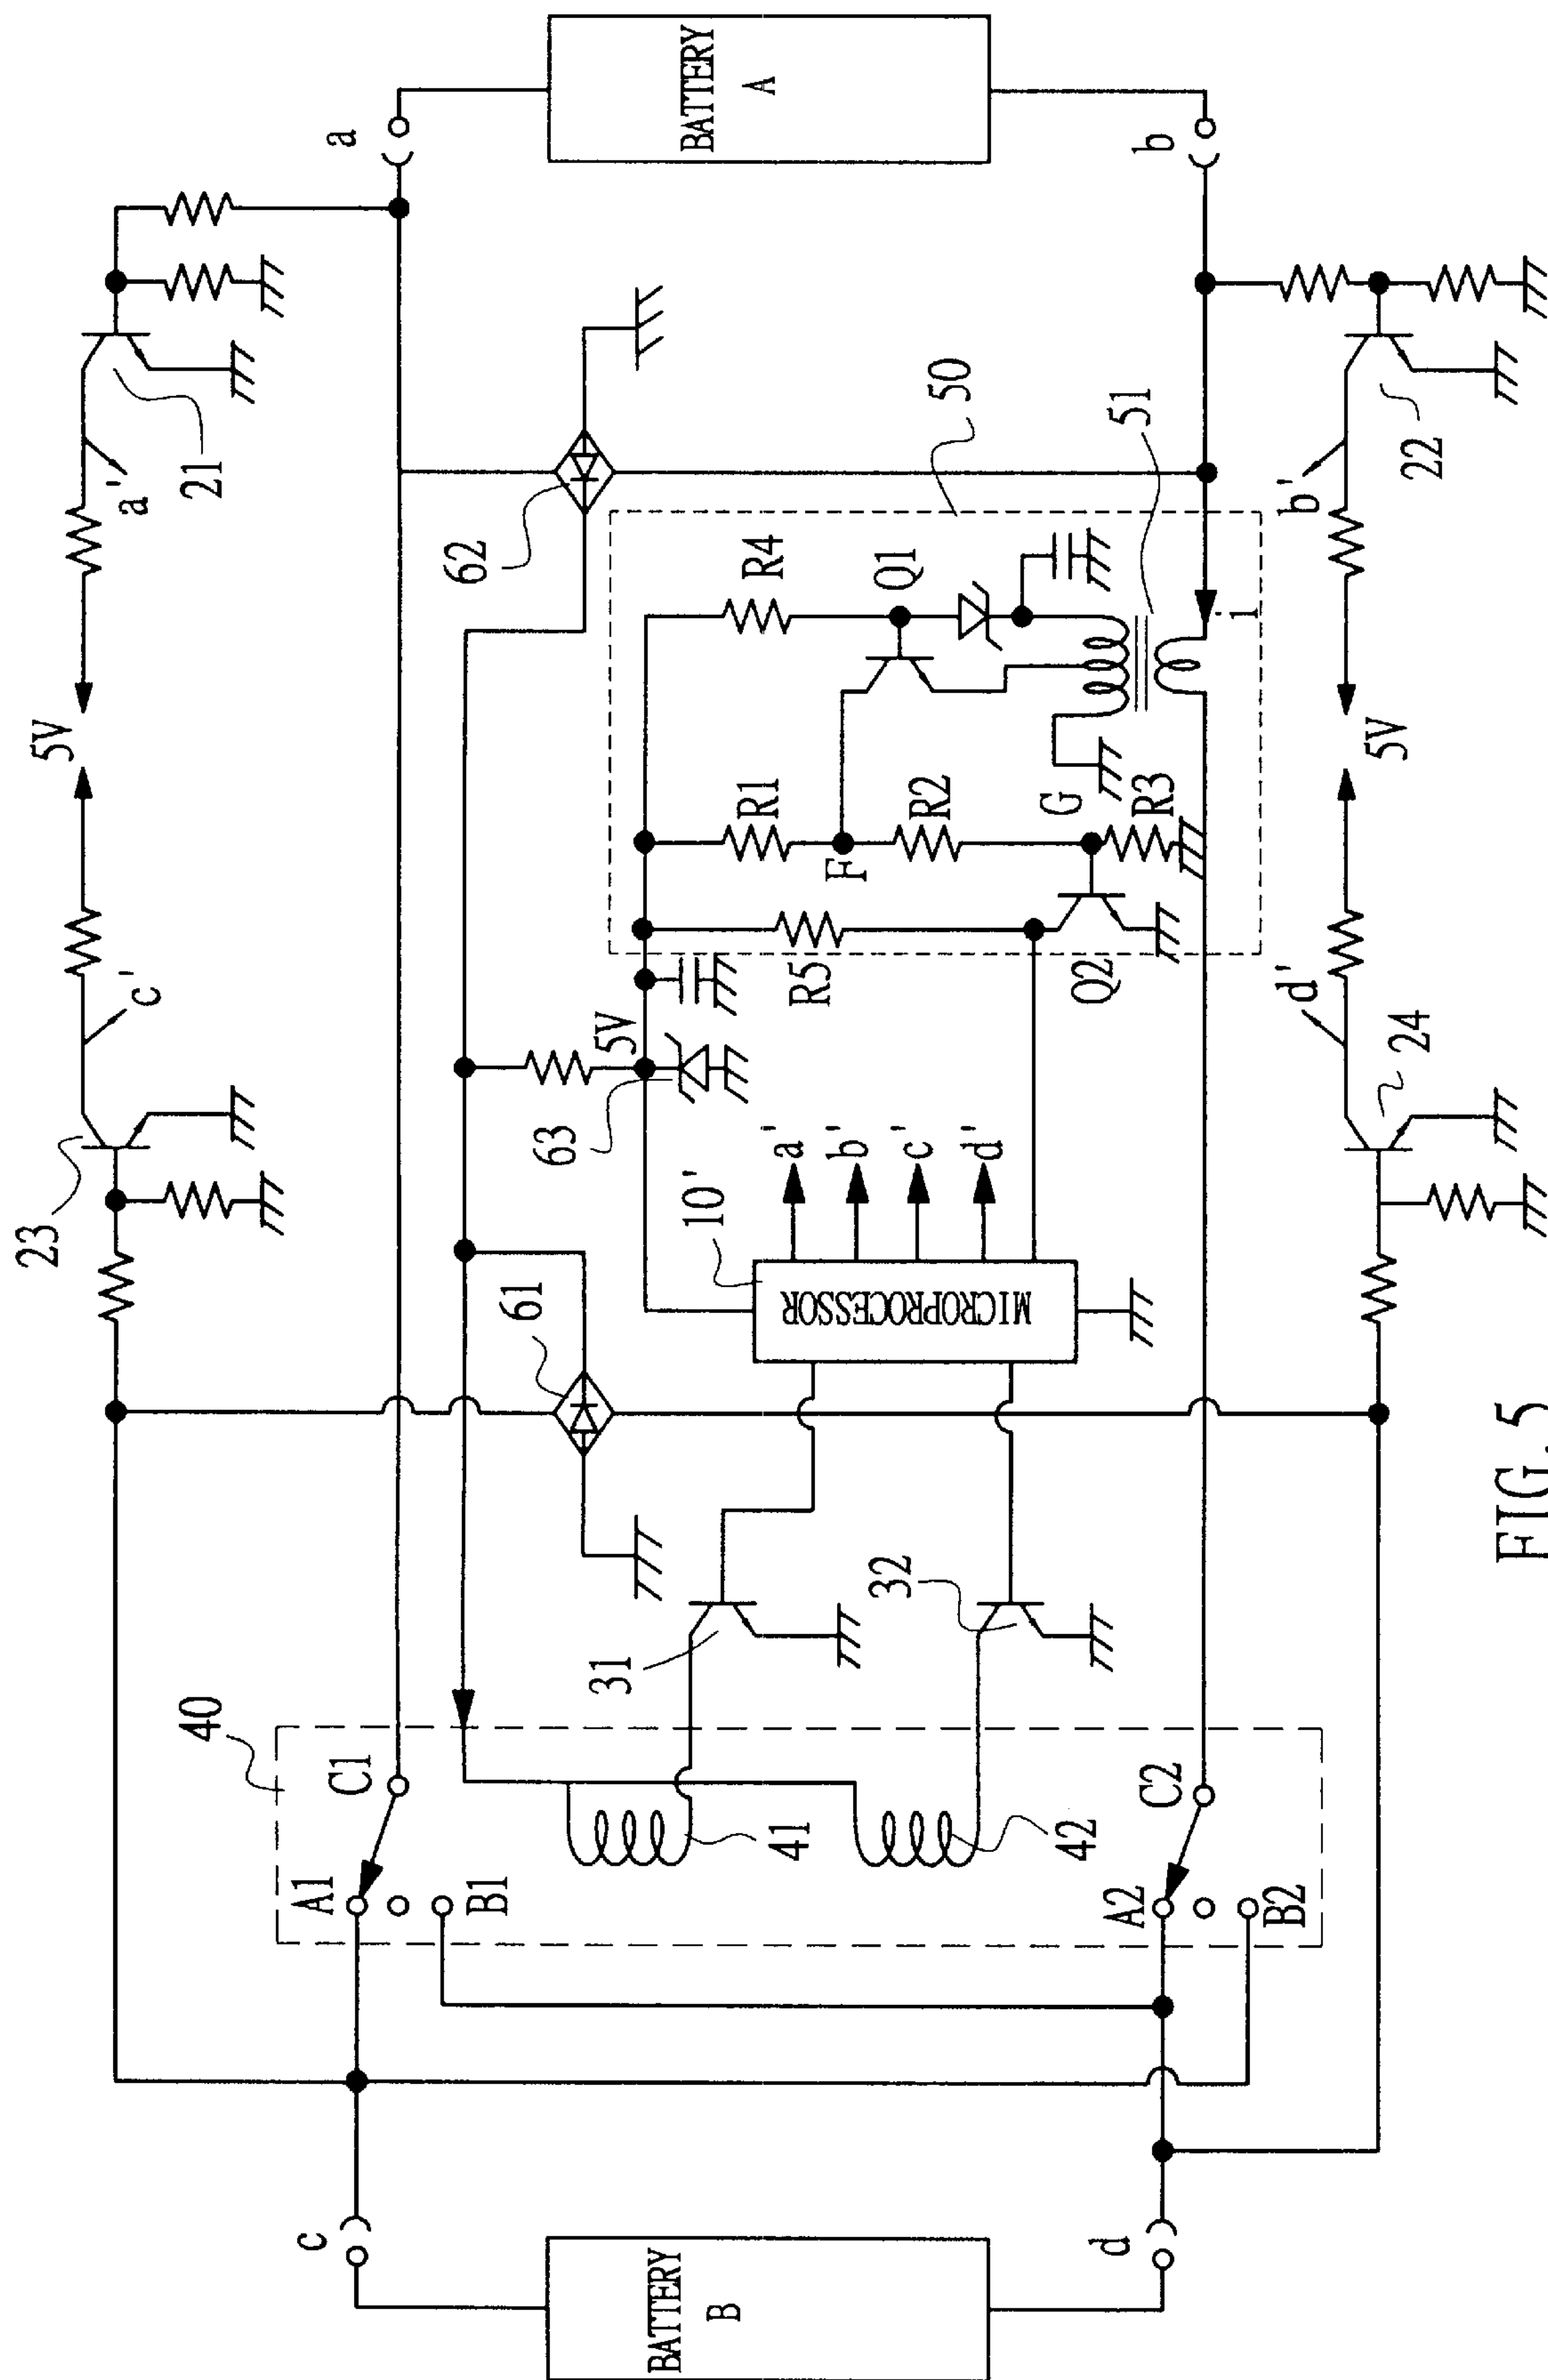 BATTERY
B
c
d
40
A1
C1
B1
41
42
A2
C2
B2
31
32
61
23
c'
5V
a'
21
10'
MICROPROCESSOR
a'
b'
c'
d'
63
5V
R5
Q2
F
R1
R2
G
R3
R4
Q1
62
50
51
i
24
d'
5V
b'
22
a
b
BATTERY
A
FIG. 5